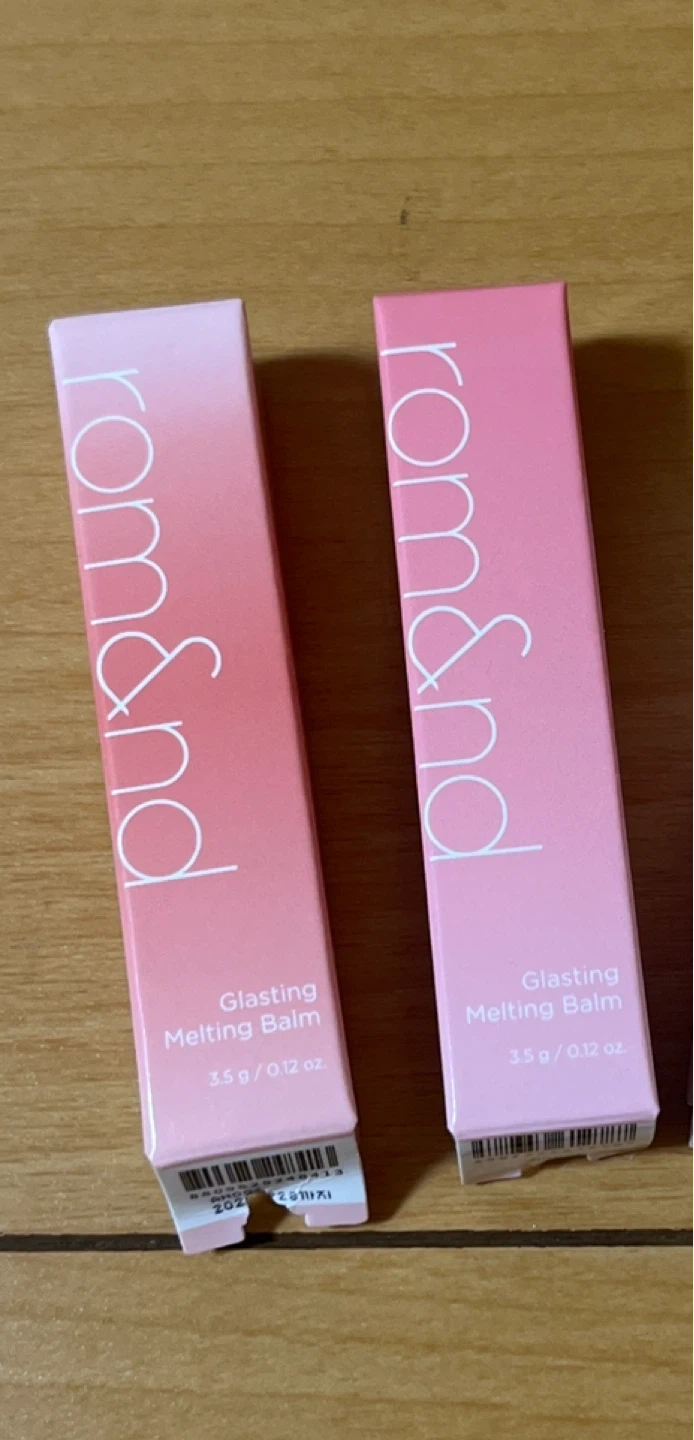 rom&nd
Glasting
Melting Balm
3.5 g / 0.12 oz.
rom&nd
Glasting
Melting Balm
3.5 g / 0.12 oz.